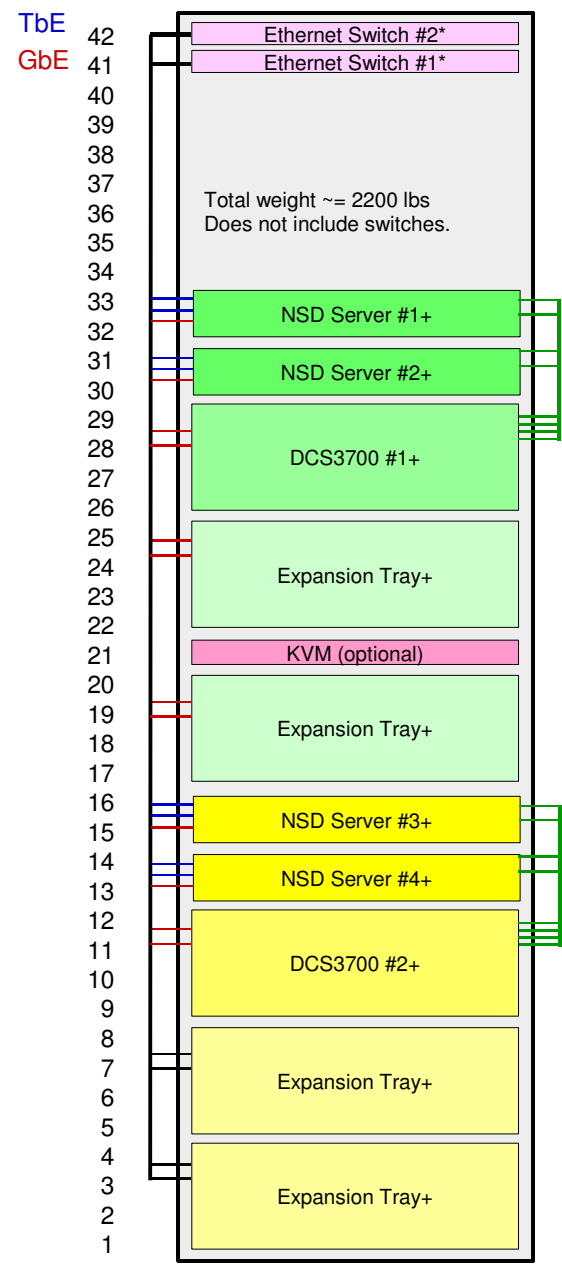 TbE
GbE
42 Ethernet Switch #2*
41 Ethernet Switch #1*
40
39
38
37
Total weight ~= 2200 lbs
36
Does not include switches.
35
34
33
NSD Server #1+
32
31
NSD Server #2+
30
29
28
DCS3700 #1+
27
26
25
24
Expansion Tray+
23
22
21 KVM (optional)
20
19
Expansion Tray+
18
17
16
NSD Server #3+
15
14
NSD Server #4+
13
12
11
DCS3700 #2+
10
9
8
7
Expansion Tray+
6
5
4
3
Expansion Tray+
2
1